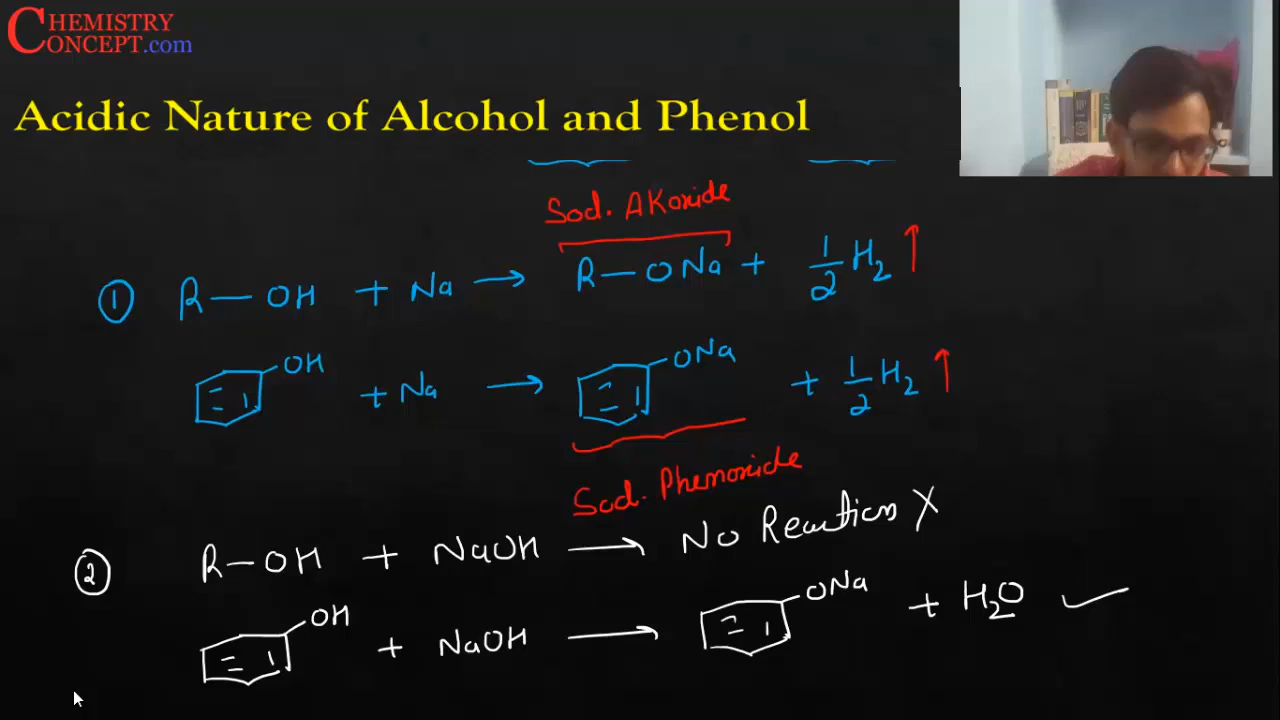 CHEMISTRY
CONCEPT.com
Acidic Nature of Alcohol and Phenol
Sod. AKoxide
① R—OH + Na → R—ONa + 1/2 H₂ ↑
OH + Na → ONa + 1/2 H₂ ↑
Sod. Phenoxide
② R—OH + NaOH → No Reaction X
OH + NaOH → ONa + H₂O ✓